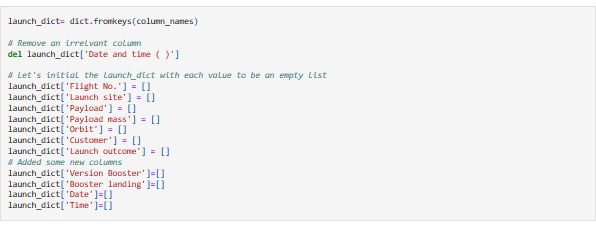 launch_dict= dict.fromkeys(column_names)
# Remove an irrelvant column
del launch_dict['Date and time ( )']
# Let's initial the launch_dict with each value to be an empty list
launch_dict['Flight No.'] = []
launch_dict['Launch site'] = []
launch_dict['Payload'] = []
launch_dict['Payload mass'] = []
launch_dict['Orbit'] = []
launch_dict['Customer'] = []
launch_dict['Launch outcome'] = []
# Added some new columns
launch_dict['Version Booster']=[]
launch_dict['Booster landing']=[]
launch_dict['Date']=[]
launch_dict['Time']=[]